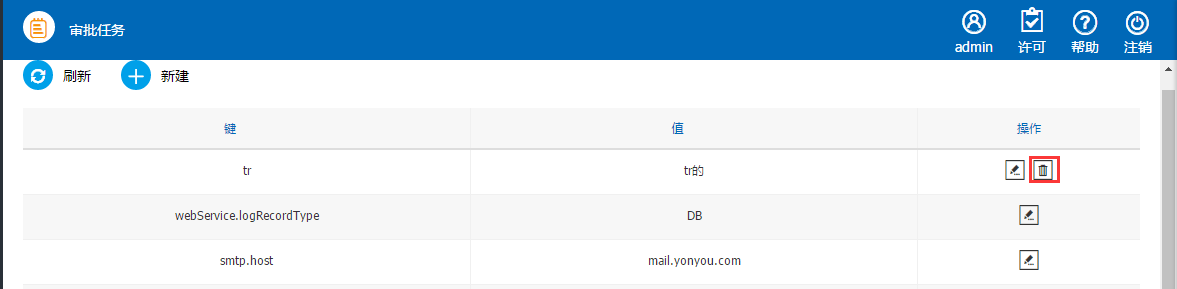 审批任务
admin 许可 帮助 注销
刷新 新建
键 值 操作
tr tr的
webService.logRecordType DB
smtp.host mail.yonyou.com